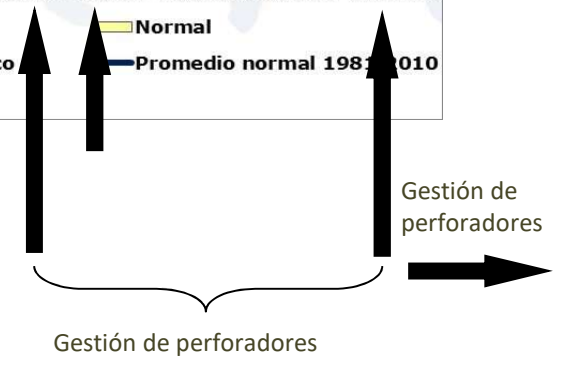 Normal
co
Promedio normal 1981-2010
Gestión de
perforadores
Gestión de perforadores